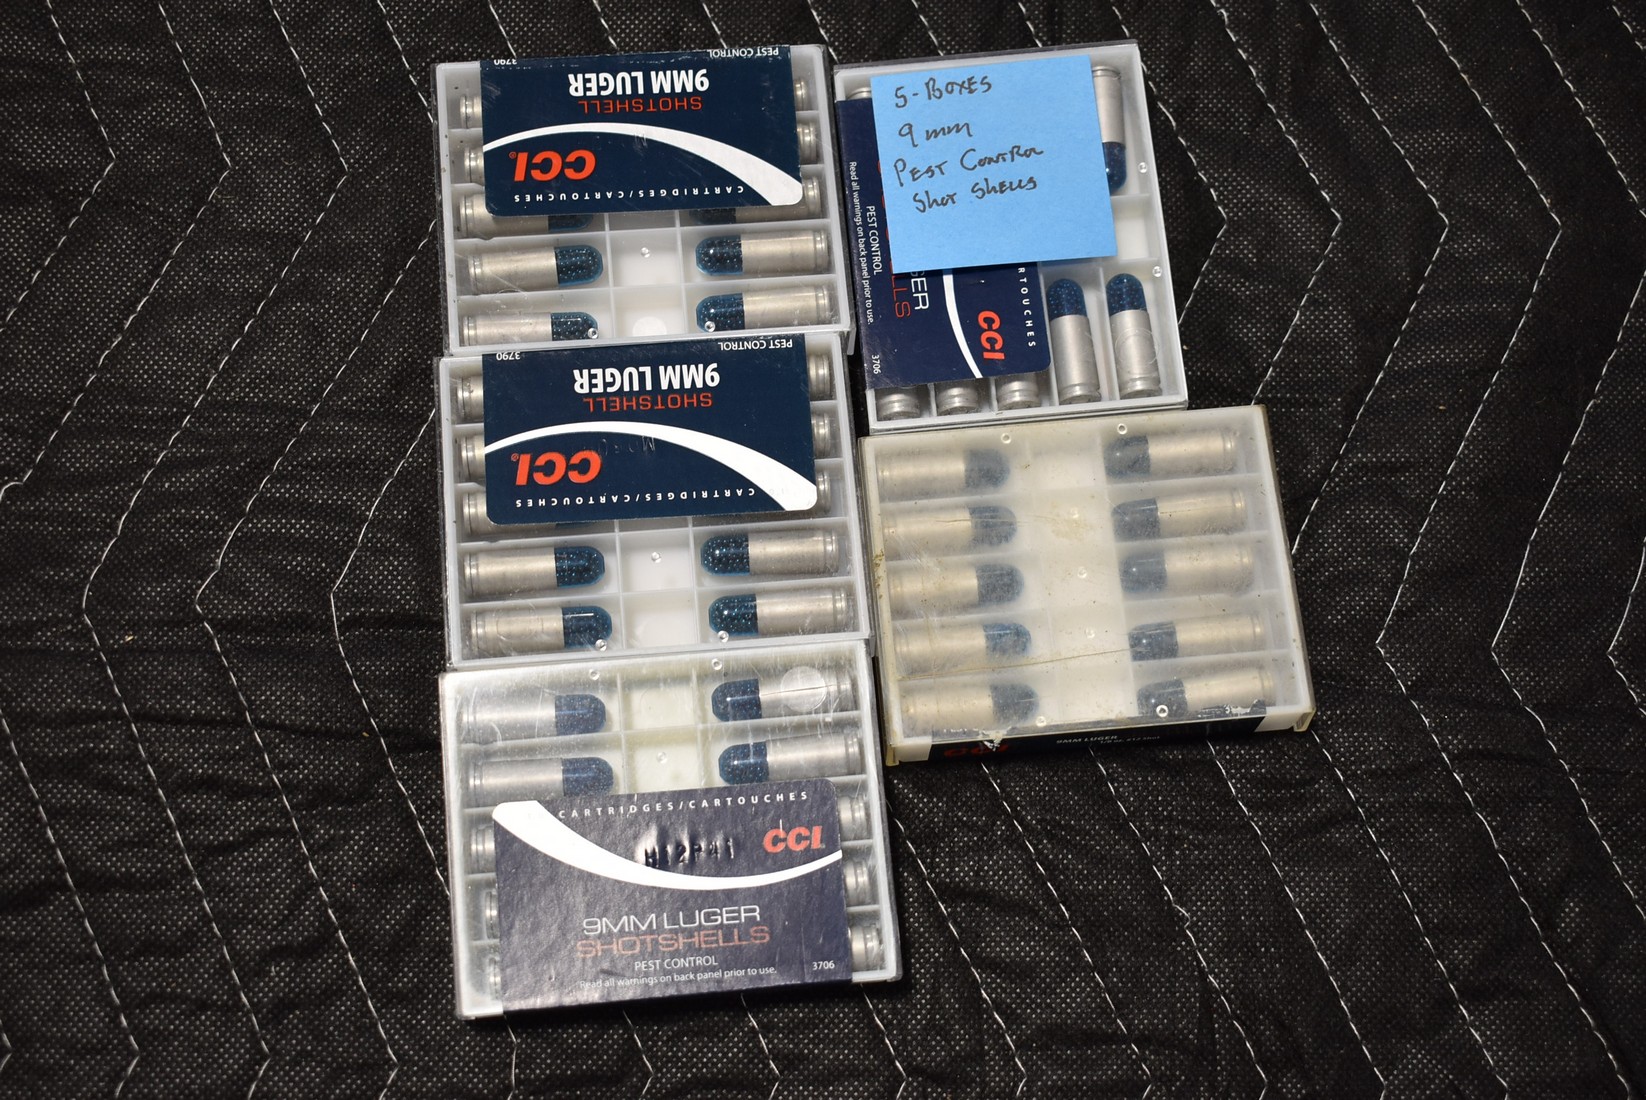 PEST CONTROL
3790
9MM LUGER
SHOTSHELL
CCI®
CARTRIDGES/CARTOUCHES
5-BOXES
9mm
PEST CONTROL
SHOT SHELLS
Read all warnings on back panel prior to use.
PEST CONTROL
3706
CCI
PEST CONTROL
3790
9MM LUGER
SHOTSHELL
CCI®
CARTRIDGES/CARTOUCHES
9MM LUGER
CARTRIDGES/CARTOUCHES
CCI
H12P41
9MM LUGER
SHOTSHELLS
PEST CONTROL
Read all warnings on back panel prior to use.
3706